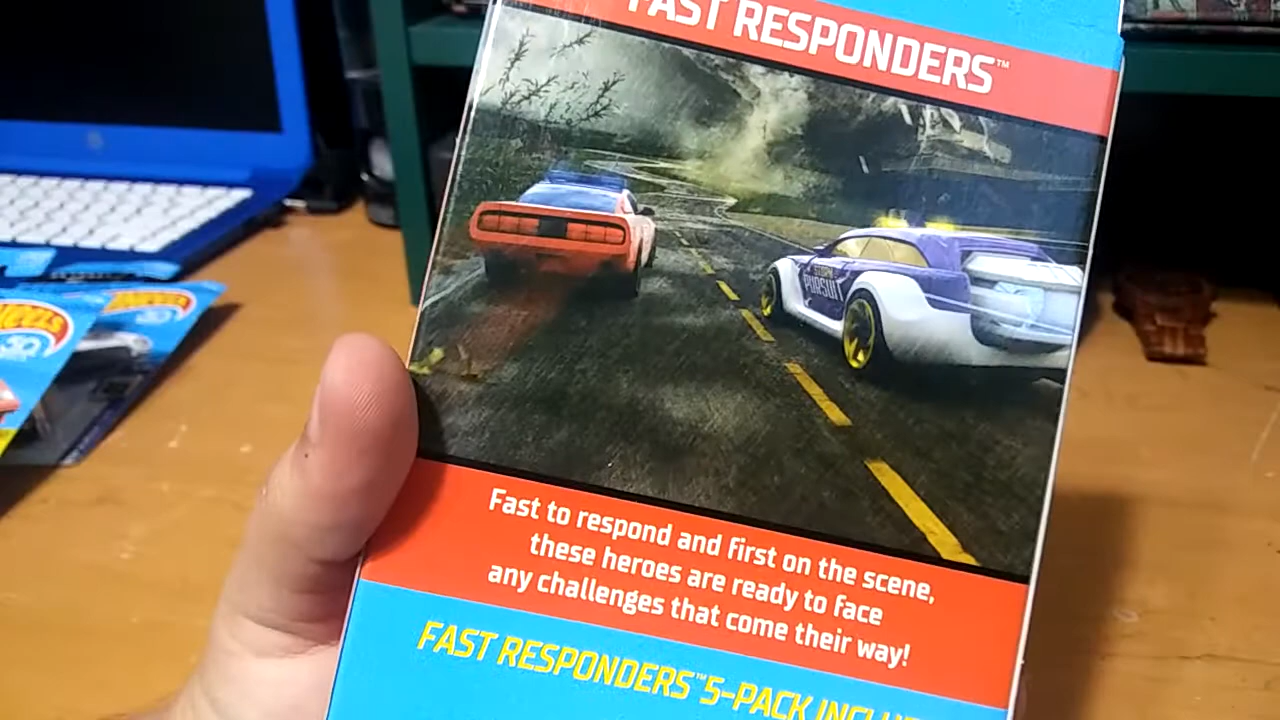 FAST RESPONDERS™
STORM
PURSUIT
Fast to respond and first on the scene,
these heroes are ready to face
any challenges that come their way!
FAST RESPONDERS™ 5-PACK